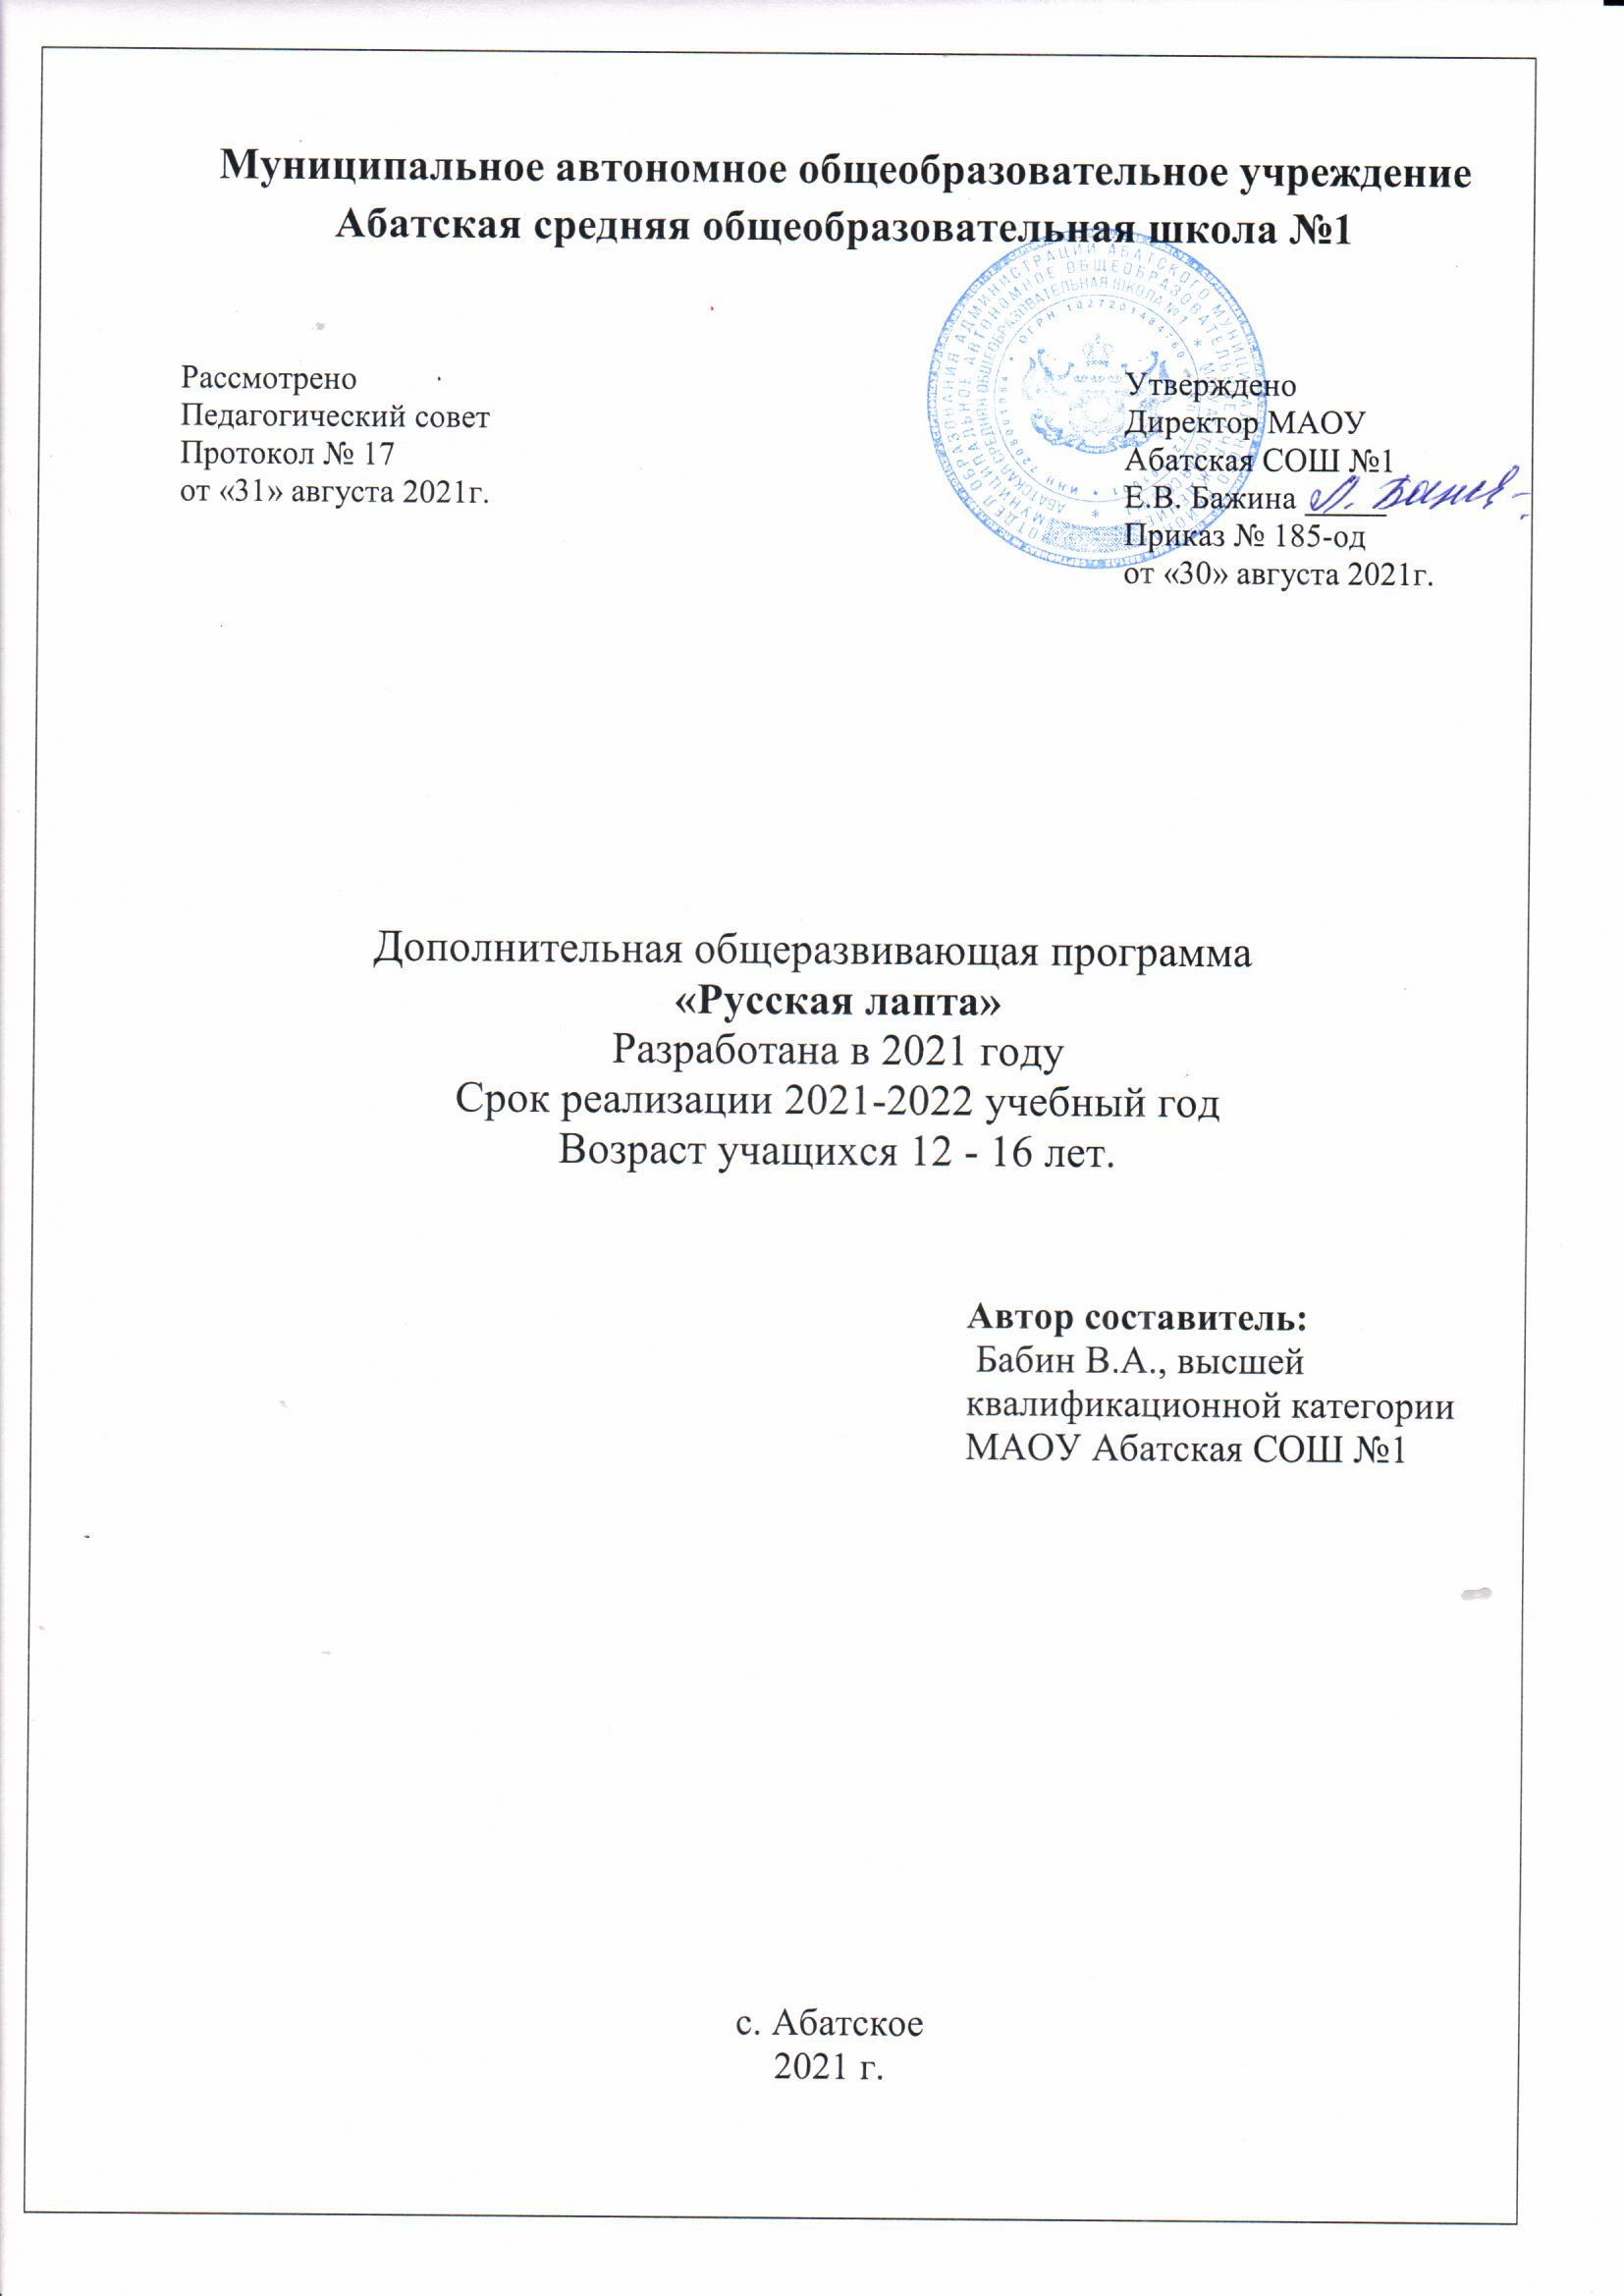 Муниципальное автономное общеобразовательное учреждение
Абатская средняя общеобразовательная школа №1
Рассмотрено
Педагогический совет
Протокол № 17
от «31» августа 2021г.
Утверждено
Директор МАОУ
Абатская СОШ №1
Е.В. Бажина
Приказ № 185-од
от «30» августа 2021г.
Дополнительная общеразвивающая программа
«Русская лапта»
Разработана в 2021 году
Срок реализации 2021-2022 учебный год
Возраст учащихся 12 - 16 лет.
Автор составитель:
Бабин В.А., высшей
квалификационной категории
МАОУ Абатская СОШ №1
с. Абатское
2021 г.